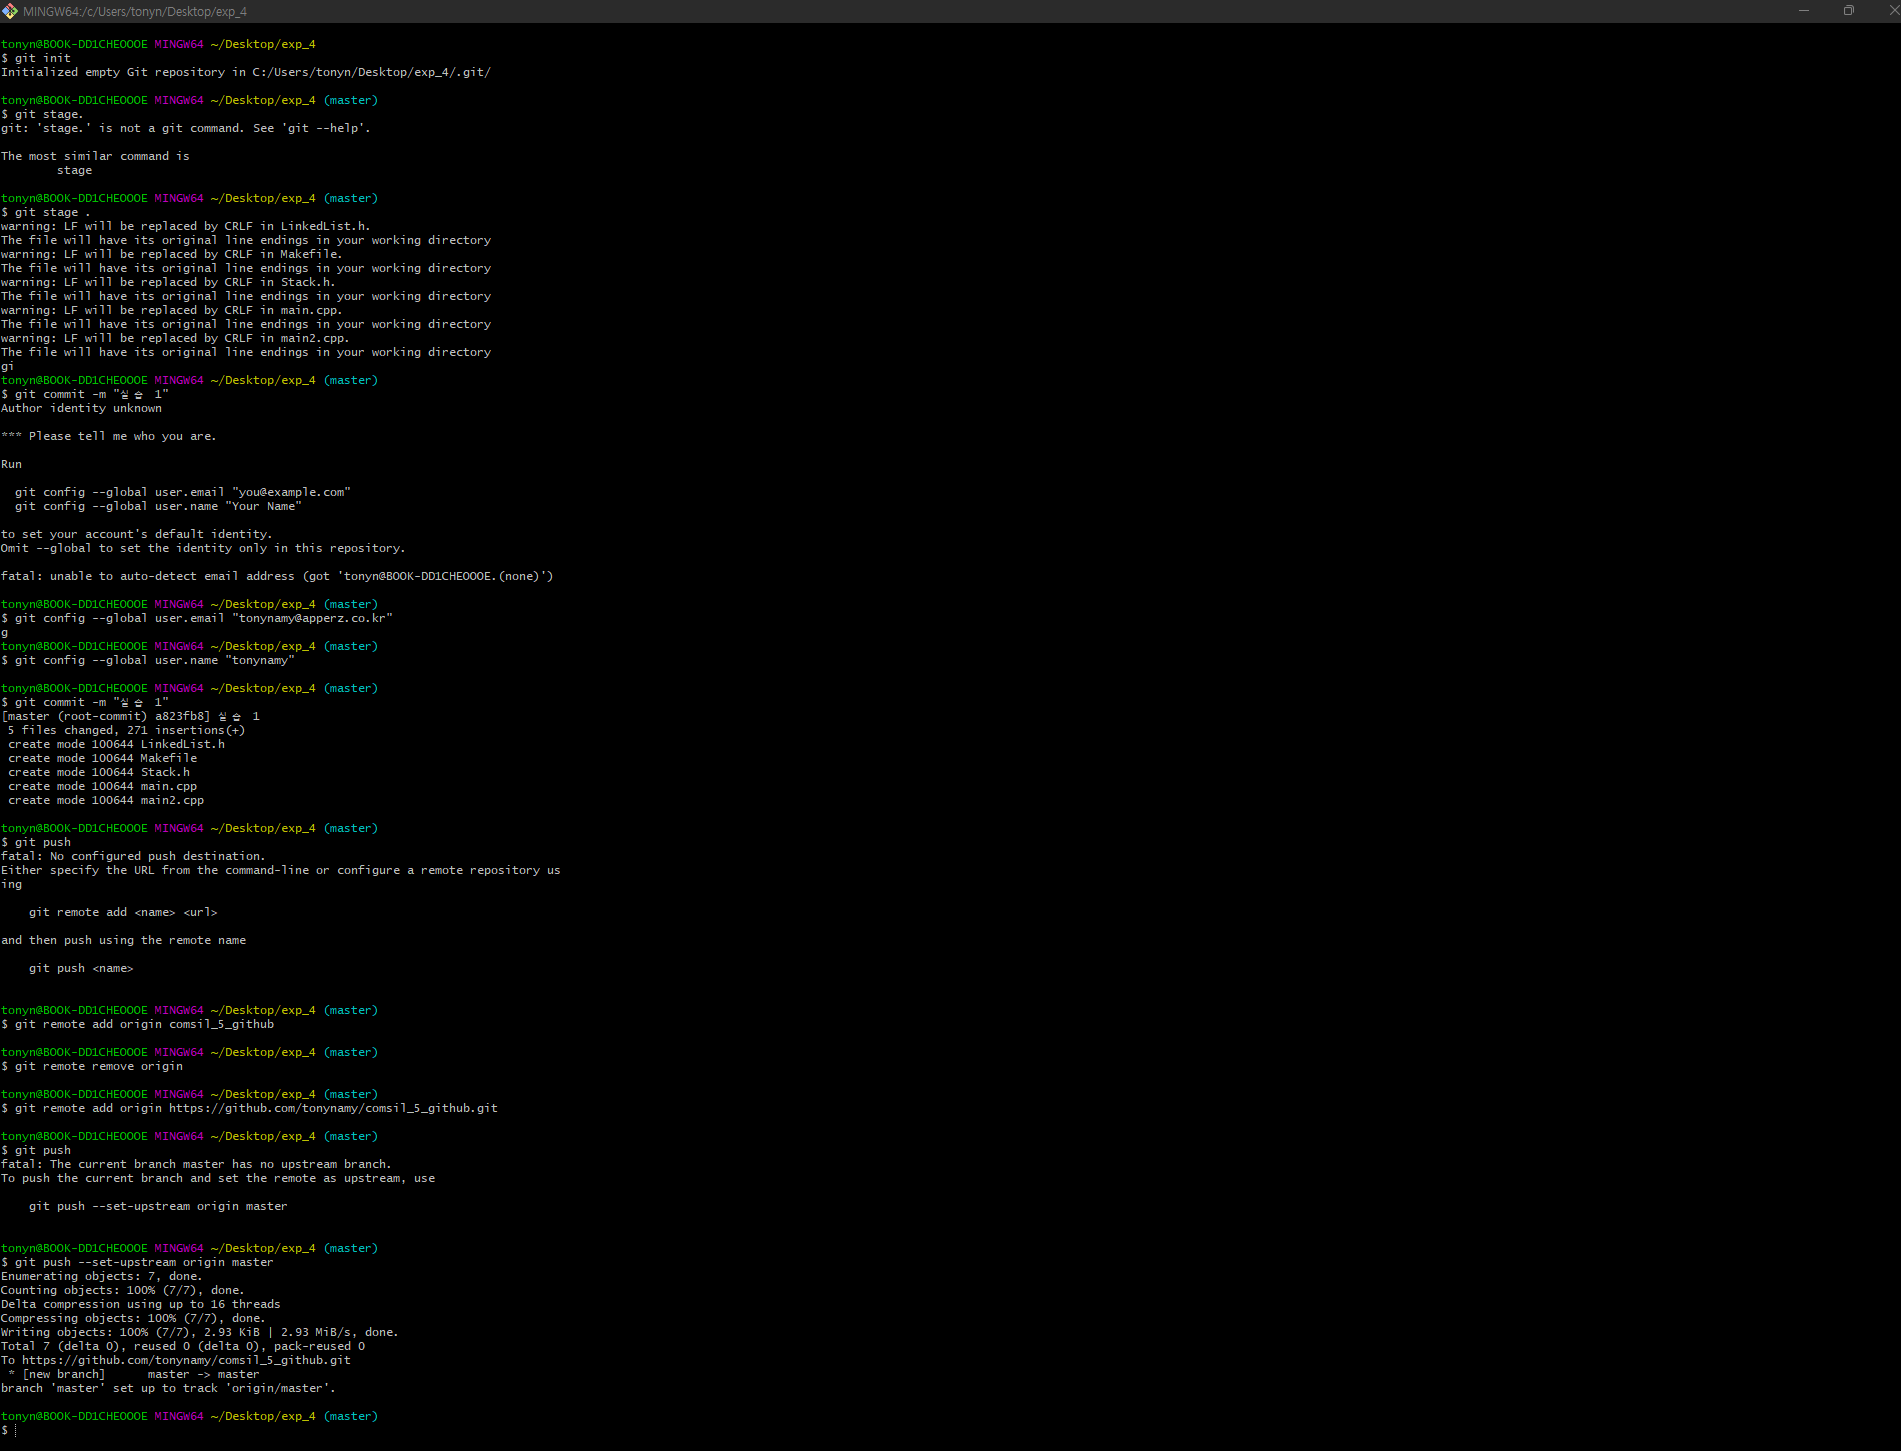 MINGW64:/c/Users/tonyn/Desktop/exp_4
tonyn@BOOK-DD1CHEOOOE MINGW64 ~/Desktop/exp_4
$ git init
Initialized empty Git repository in C:/Users/tonyn/Desktop/exp_4/.git/
tonyn@BOOK-DD1CHEOOOE MINGW64 ~/Desktop/exp_4 (master)
$ git stage.
git: 'stage.' is not a git command. See 'git --help'.
The most similar command is
stage
tonyn@BOOK-DD1CHEOOOE MINGW64 ~/Desktop/exp_4 (master)
$ git stage .
warning: LF will be replaced by CRLF in LinkedList.h.
The file will have its original line endings in your working directory
warning: LF will be replaced by CRLF in Makefile.
The file will have its original line endings in your working directory
warning: LF will be replaced by CRLF in Stack.h.
The file will have its original line endings in your working directory
warning: LF will be replaced by CRLF in main.cpp.
The file will have its original line endings in your working directory
warning: LF will be replaced by CRLF in main2.cpp.
The file will have its original line endings in your working directory
gi
tonyn@BOOK-DD1CHEOOOE MINGW64 ~/Desktop/exp_4 (master)
$ git commit -m "실습 1"
Author identity unknown
*** Please tell me who you are.
Run
git config --global user.email "you@example.com"
git config --global user.name "Your Name"
to set your account's default identity.
Omit --global to set the identity only in this repository.
fatal: unable to auto-detect email address (got 'tonyn@BOOK-DD1CHEOOOE.(none)')
tonyn@BOOK-DD1CHEOOOE MINGW64 ~/Desktop/exp_4 (master)
$ git config --global user.email "tonynamy@apperz.co.kr"
g
tonyn@BOOK-DD1CHEOOOE MINGW64 ~/Desktop/exp_4 (master)
$ git config --global user.name "tonynamy"
tonyn@BOOK-DD1CHEOOOE MINGW64 ~/Desktop/exp_4 (master)
$ git commit -m "실습 1"
[master (root-commit) a823fb8] 실습 1
5 files changed, 271 insertions(+)
create mode 100644 LinkedList.h
create mode 100644 Makefile
create mode 100644 Stack.h
create mode 100644 main.cpp
create mode 100644 main2.cpp
tonyn@BOOK-DD1CHEOOOE MINGW64 ~/Desktop/exp_4 (master)
$ git push
fatal: No configured push destination.
Either specify the URL from the command-line or configure a remote repository us
ing
git remote add <name> <url>
and then push using the remote name
git push <name>
tonyn@BOOK-DD1CHEOOOE MINGW64 ~/Desktop/exp_4 (master)
$ git remote add origin comsil_5_github
tonyn@BOOK-DD1CHEOOOE MINGW64 ~/Desktop/exp_4 (master)
$ git remote remove origin
tonyn@BOOK-DD1CHEOOOE MINGW64 ~/Desktop/exp_4 (master)
$ git remote add origin https://github.com/tonynamy/comsil_5_github.git
tonyn@BOOK-DD1CHEOOOE MINGW64 ~/Desktop/exp_4 (master)
$ git push
fatal: The current branch master has no upstream branch.
To push the current branch and set the remote as upstream, use
git push --set-upstream origin master
tonyn@BOOK-DD1CHEOOOE MINGW64 ~/Desktop/exp_4 (master)
$ git push --set-upstream origin master
Enumerating objects: 7, done.
Counting objects: 100% (7/7), done.
Delta compression using up to 16 threads
Compressing objects: 100% (7/7), done.
Writing objects: 100% (7/7), 2.93 KiB | 2.93 MiB/s, done.
Total 7 (delta 0), reused 0 (delta 0), pack-reused 0
To https://github.com/tonynamy/comsil_5_github.git
* [new branch] master -> master
branch 'master' set up to track 'origin/master'.
tonyn@BOOK-DD1CHEOOOE MINGW64 ~/Desktop/exp_4 (master)
$